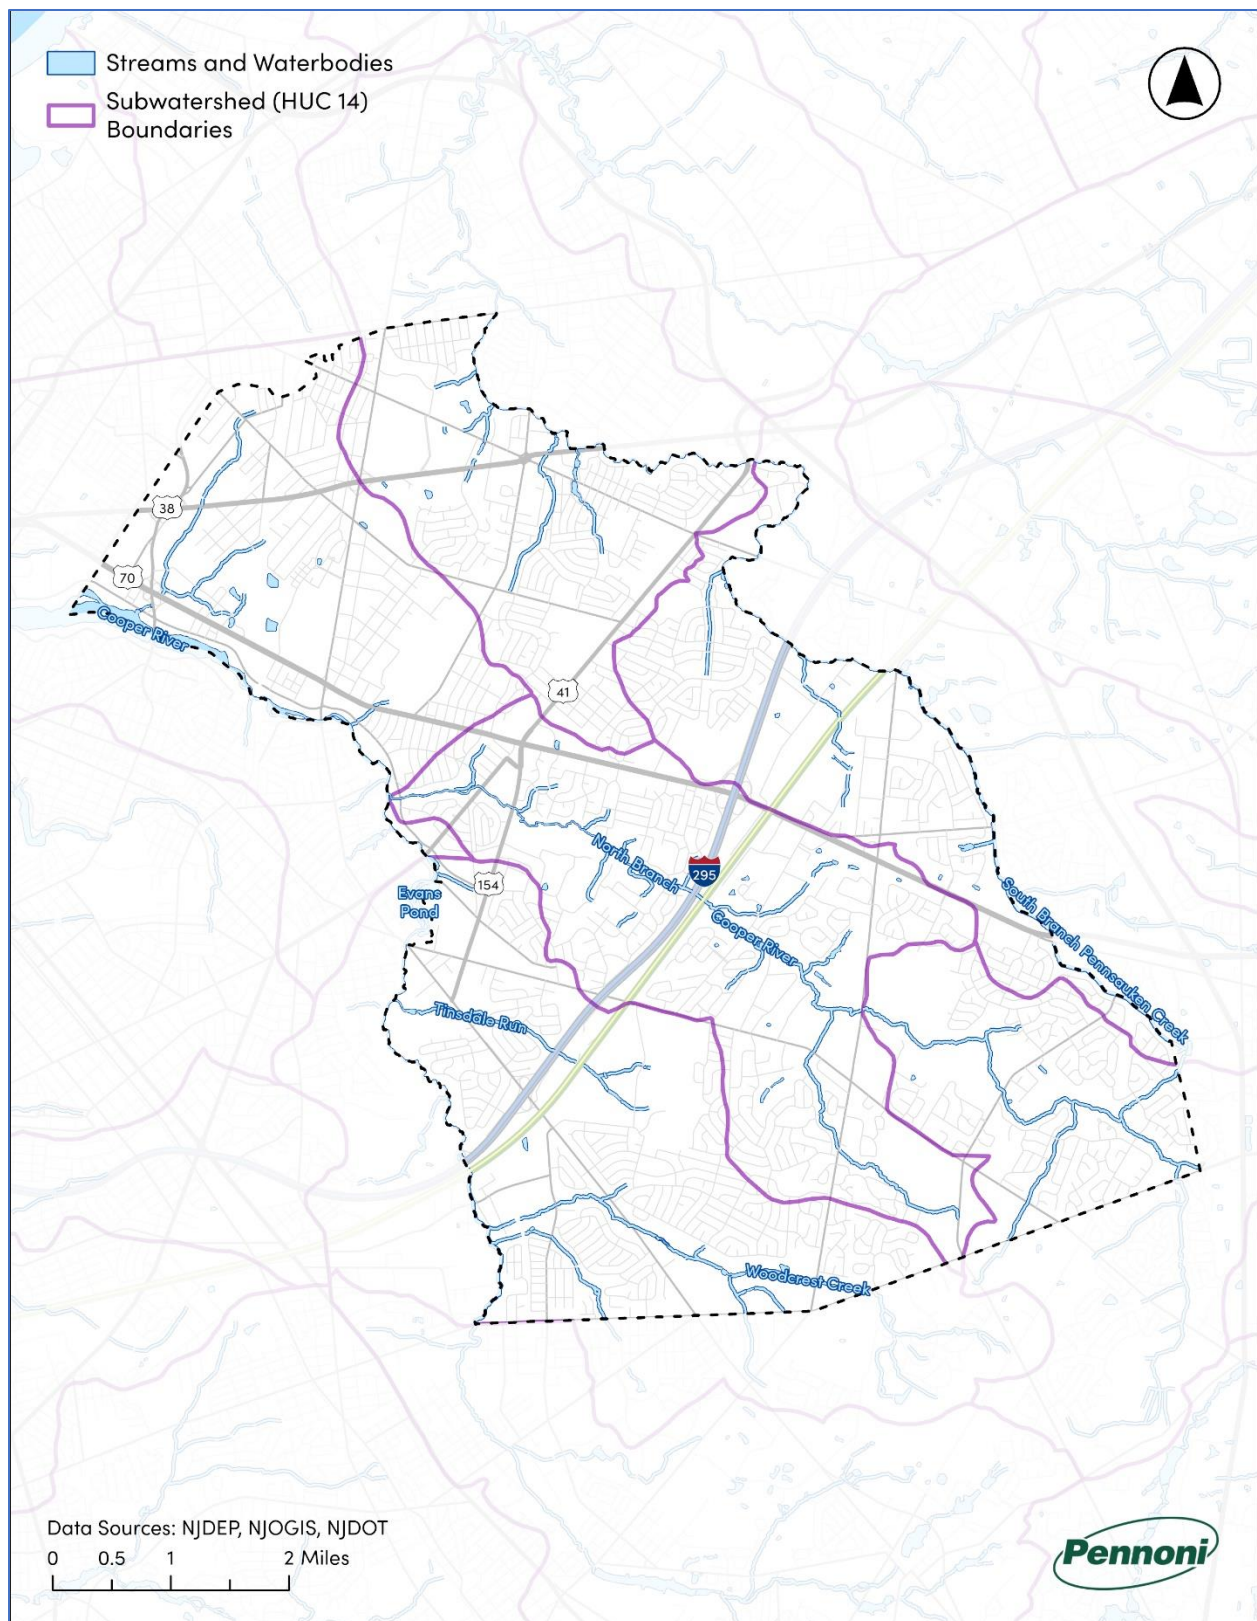 Streams and Waterbodies
Subwatershed (HUC 14)
Boundaries
38
70
Cooper River
41
North Branch
295
154
Evans
Pond
Cooper River
South Branch Pennsauken Creek
Tinsdale Run
Woodcrest Creek
Data Sources: NJDEP, NJOGIS, NJDOT
0 0.5 1 2 Miles
Pennoni